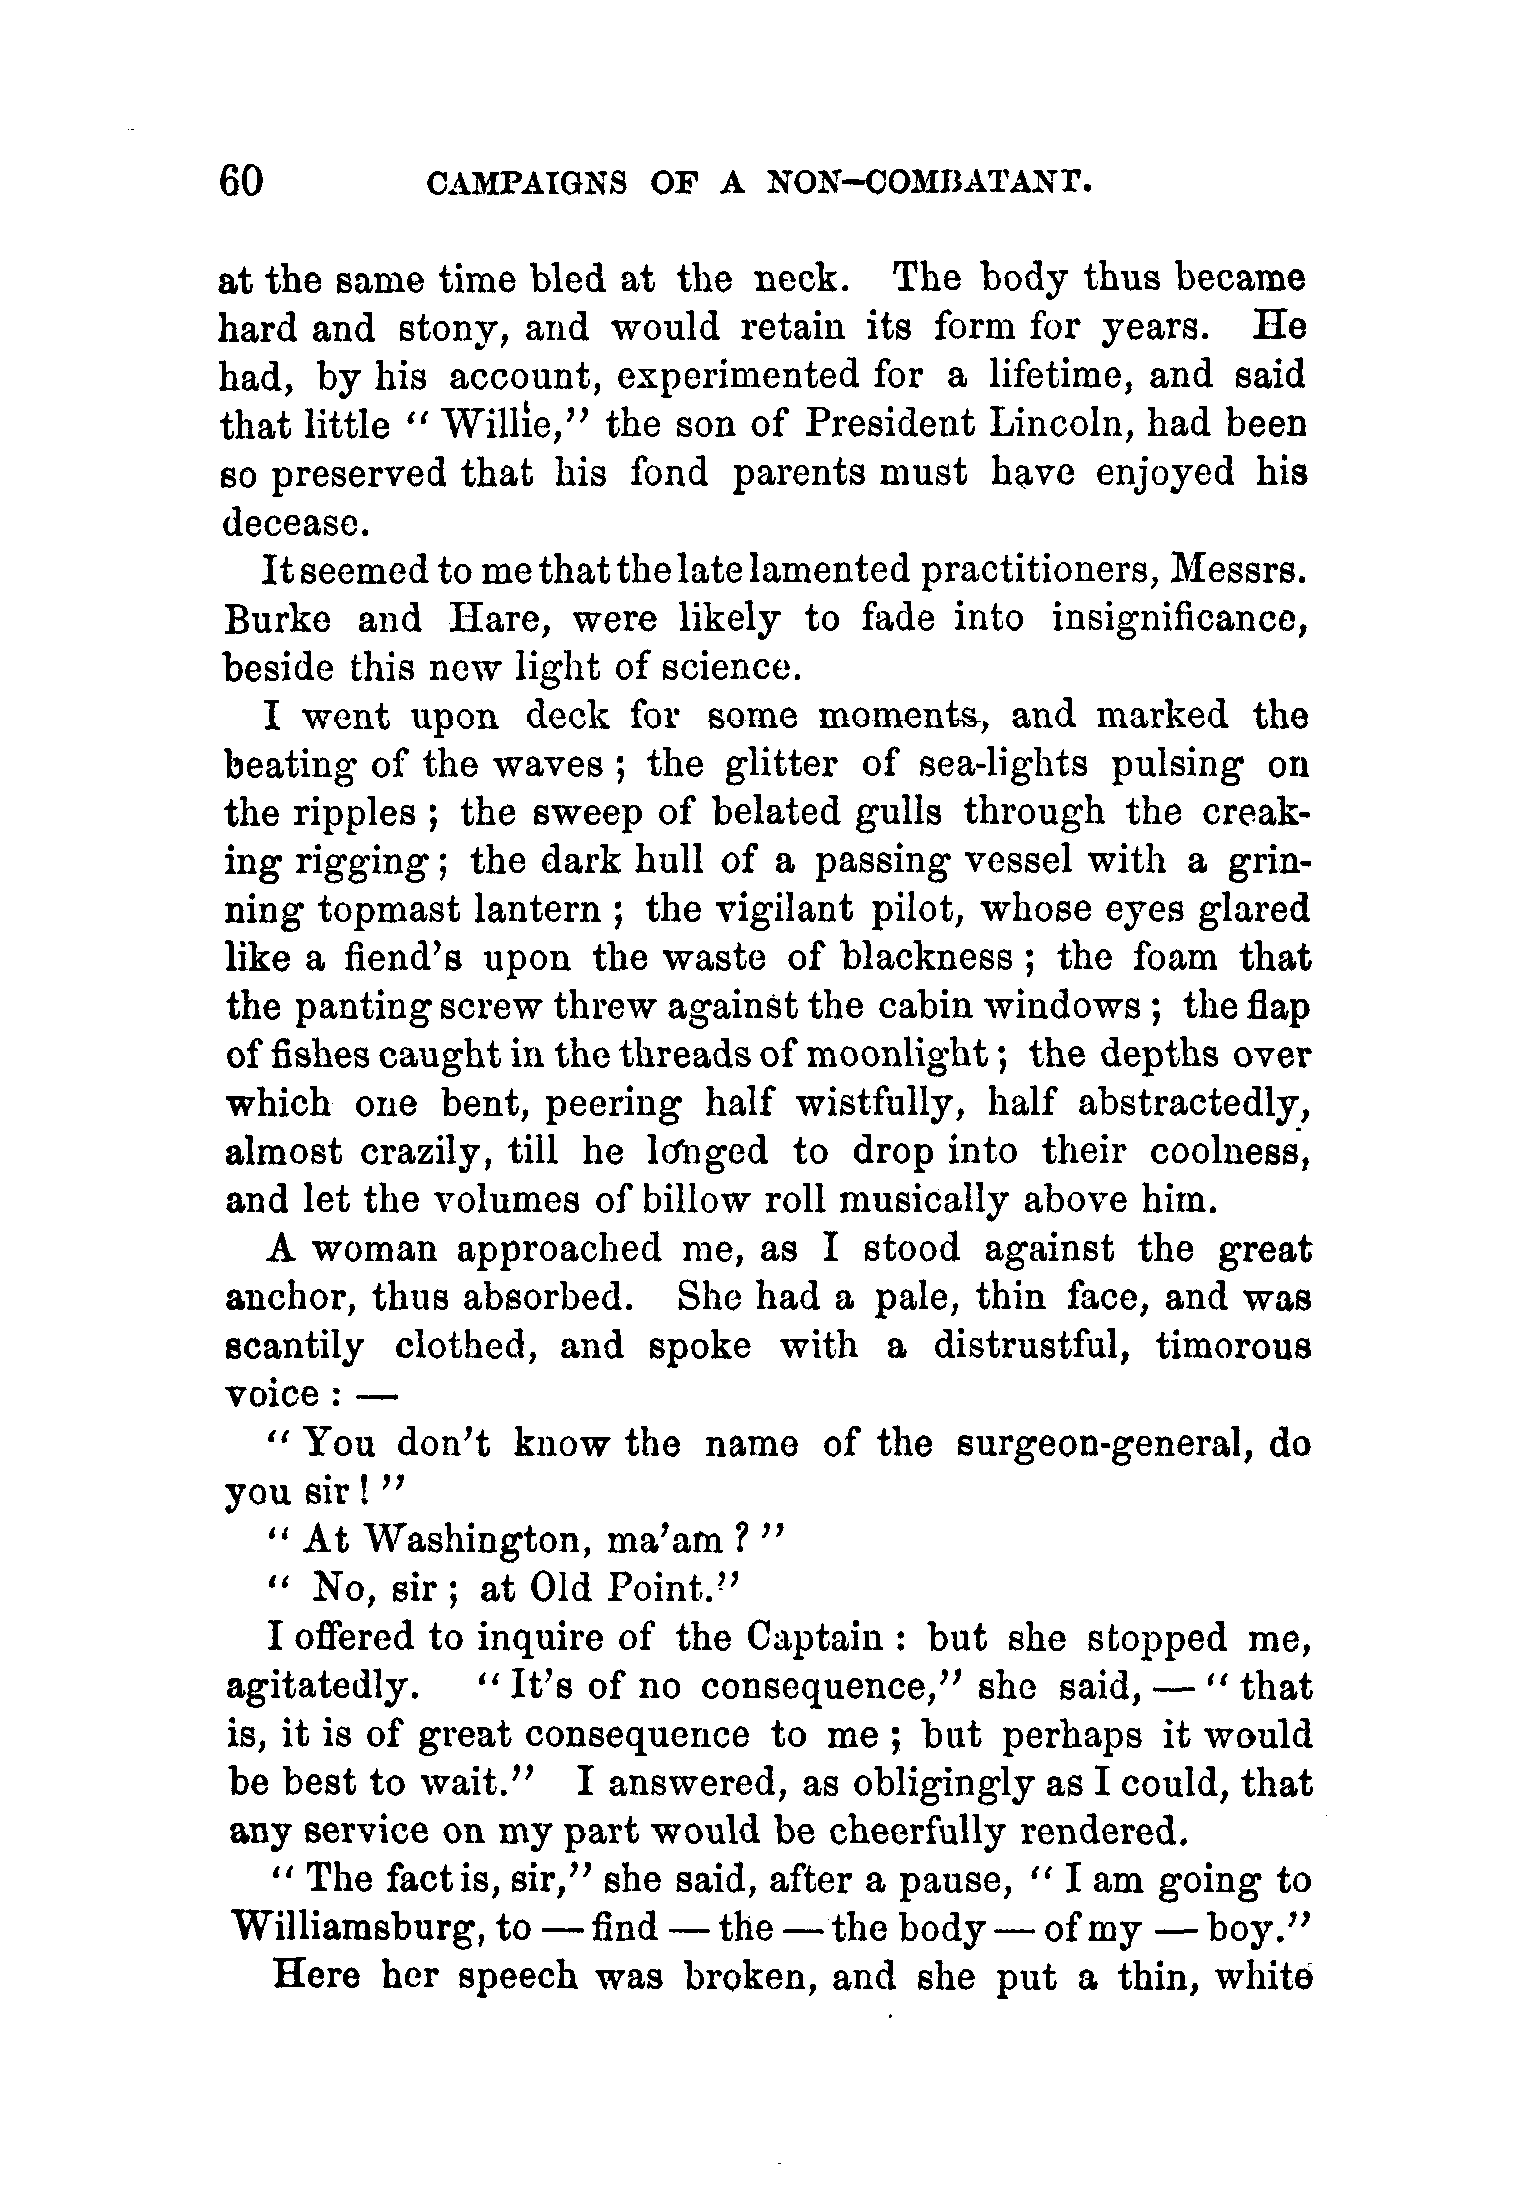 60 CAMPAIGNS OF A NON-COMBATANT.
at the same time bled at the neck. The body thus became
hard and stony, and would retain its form for years. He
had, by his account, experimented for a lifetime, and said
that little “ Willie,” the son of President Lincoln, had been
so preserved that his fond parents must have enjoyed his
decease.
It seemed to me that the late lamented practitioners, Messrs.
Burke and Hare, were likely to fade into insignificance,
beside this new light of science.
I went upon deck for some moments, and marked the
beating of the waves ; the glitter of sea-lights pulsing on
the ripples ; the sweep of belated gulls through the creak-
ing rigging ; the dark hull of a passing vessel with a grin-
ning topmast lantern ; the vigilant pilot, whose eyes glared
like a fiend’s upon the waste of blackness ; the foam that
the panting screw threw against the cabin windows ; the flap
of fishes caught in the threads of moonlight ; the depths over
which one bent, peering half wistfully, half abstractedly,
almost crazily, till he longed to drop into their coolness,
and let the volumes of billow roll musically above him.
A woman approached me, as I stood against the great
anchor, thus absorbed. She had a pale, thin face, and was
scantily clothed, and spoke with a distrustful, timorous
voice : —
“ You don’t know the name of the surgeon-general, do
you sir ! ”
“ At Washington, ma’am ? ”
“ No, sir ; at Old Point.”
I offered to inquire of the Captain : but she stopped me,
agitatedly. “ It’s of no consequence,” she said, — “ that
is, it is of great consequence to me ; but perhaps it would
be best to wait.” I answered, as obligingly as I could, that
any service on my part would be cheerfully rendered.
“ The fact is, sir,” she said, after a pause, “ I am going to
Williamsburg, to — find — the — the body — of my — boy.”
Here her speech was broken, and she put a thin, white